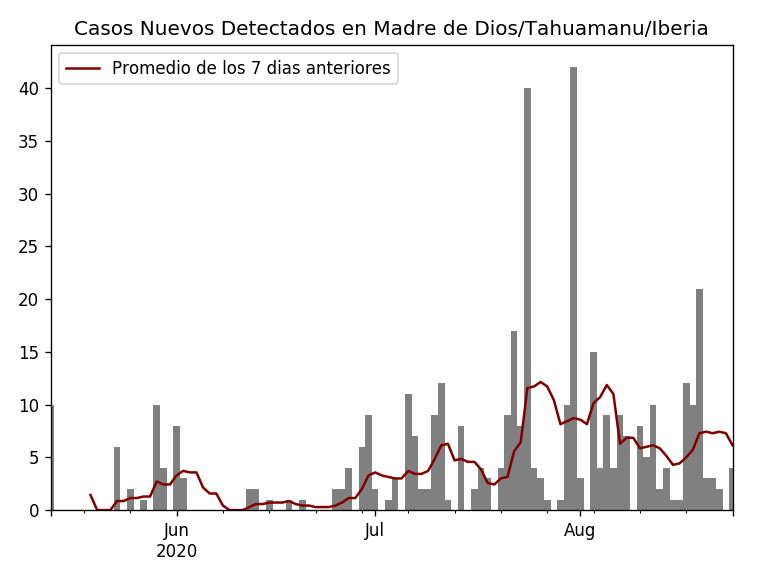 Casos Nuevos Detectados en Madre de Dios/Tahuamanu/Iberia
Promedio de los 7 dias anteriores
40
35
30
25
20
15
10
5
0
Jun
2020
Jul
Aug